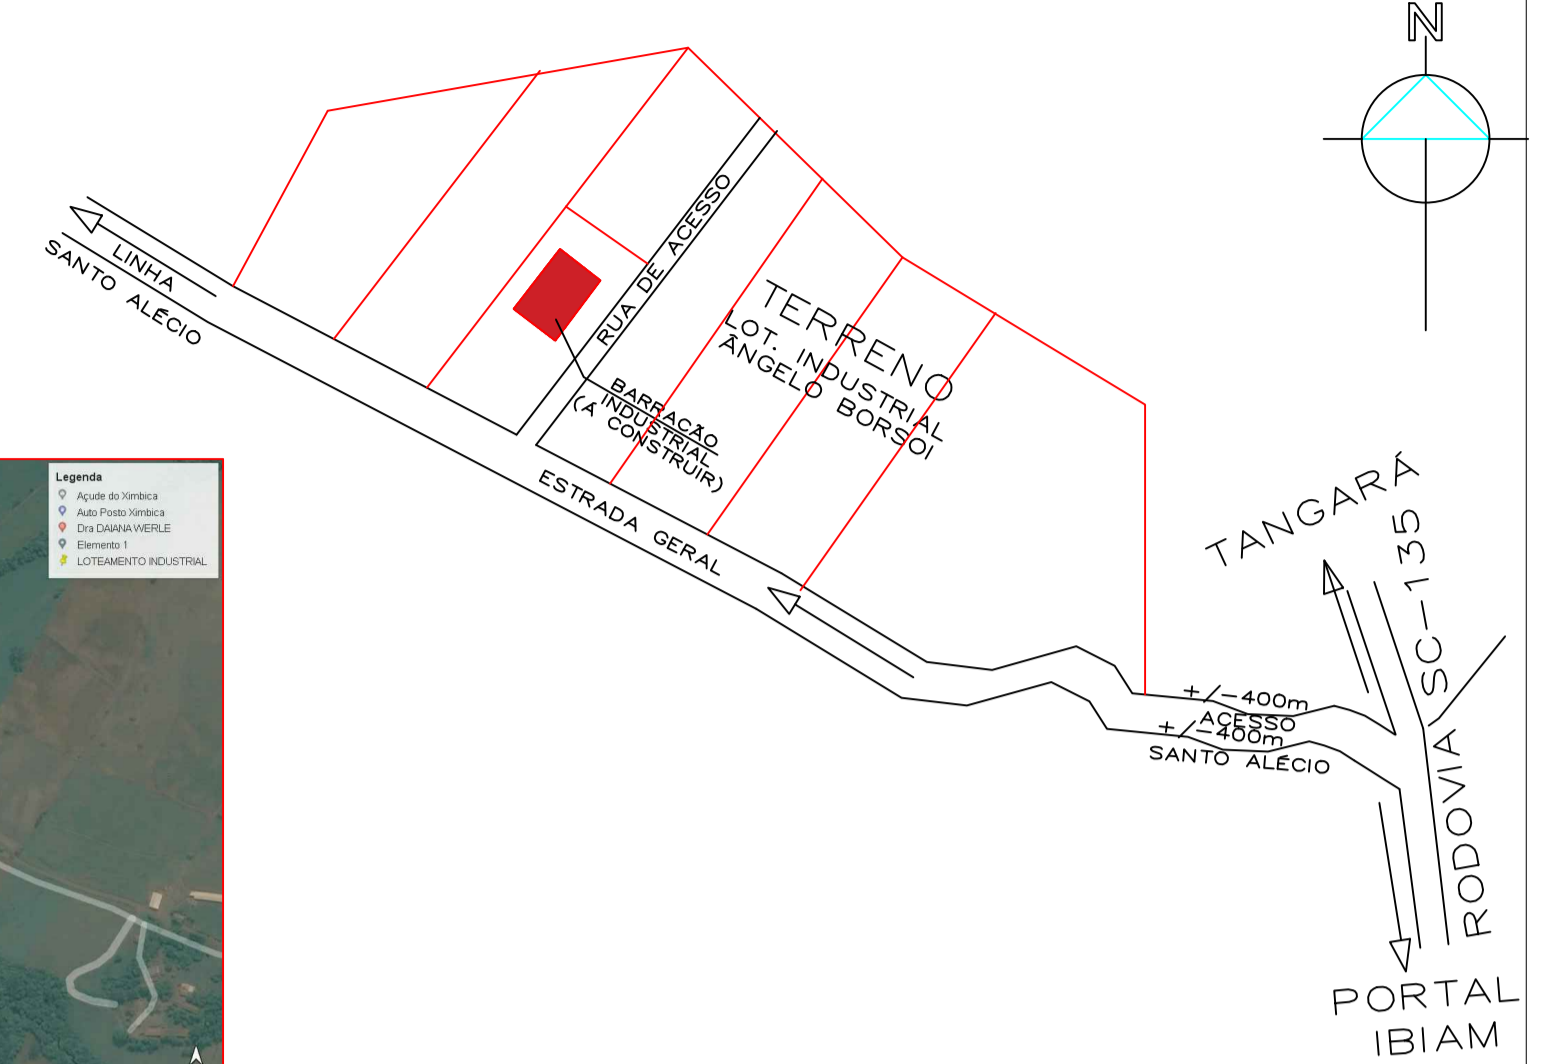 N
RUA DE ACESSO
LINHA
SANTO ALÉCIO
TERRENO
LOT. INDUSTRIAL
ÂNGELO BORSOI
BARRACÃO
INDUSTRIAL
(A CONSTRUIR)
ESTRADA GERAL
Legenda
Açude do Ximbica
Auto Posto Ximbica
Dra DAIANA WERLE
Elemento 1
LOTEAMENTO INDUSTRIAL
TANGARÁ
RODOVIA SC-135
+/-400m
ACESSO
+/-400m
SANTO ALÉCIO
PORTAL
IBIAM